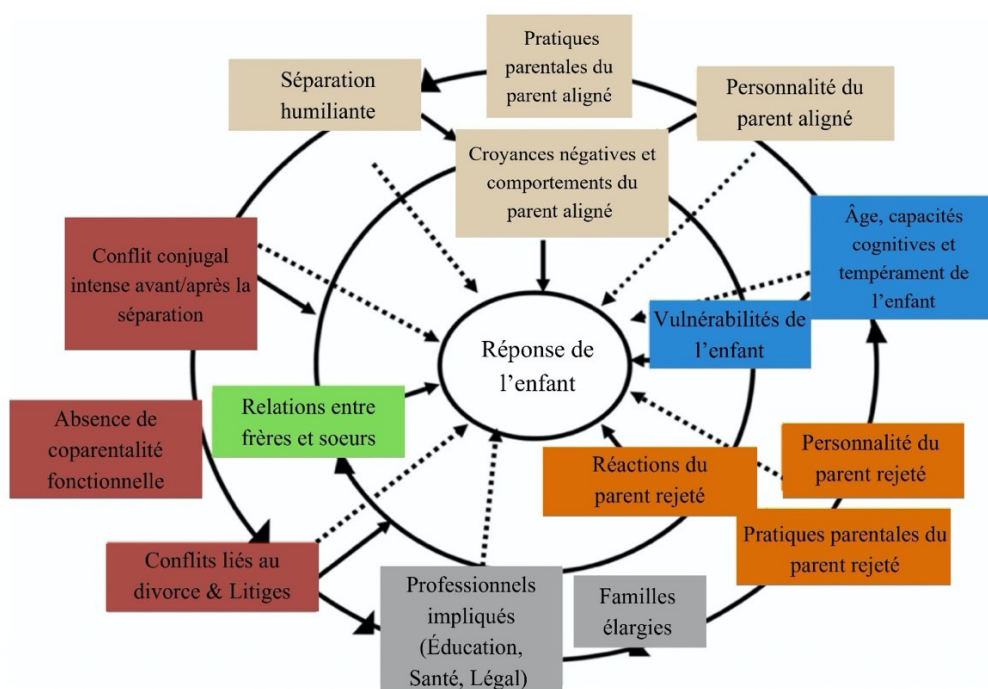 Pratiques
parentales du
parent aligné
Séparation
humiliante
Personnalité du
parent aligné
Croyances négatives et
comportements du
parent aligné
Âge, capacités
cognitives et
tempérament de
l'enfant
Conflit conjugal
intense avant/après la
séparation
Vulnérabilités de
l'enfant
Réponse de
l'enfant
Relations entre
frères et soeurs
Absence de
coparentalité
fonctionnelle
Personnalité du
parent rejeté
Réactions du
parent rejeté
Pratiques parentales du
parent rejeté
Conflits liés au
divorce & Litiges
Professionnels
impliqués
(Éducation,
Santé, Légal)
Familles
élargies